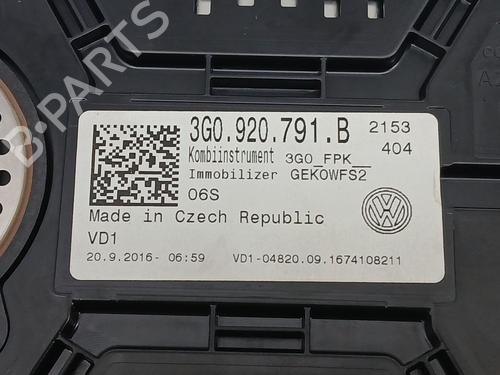 B-PARTS
3G0.920.791.B 2153
Kombiinstrument 3G0_FPK__ 404
Immobilizer GEKOWFS2
06S
Made in Czech Republic
VD1
20.9.2016- 06:59 VD1-04820.09.1674108211